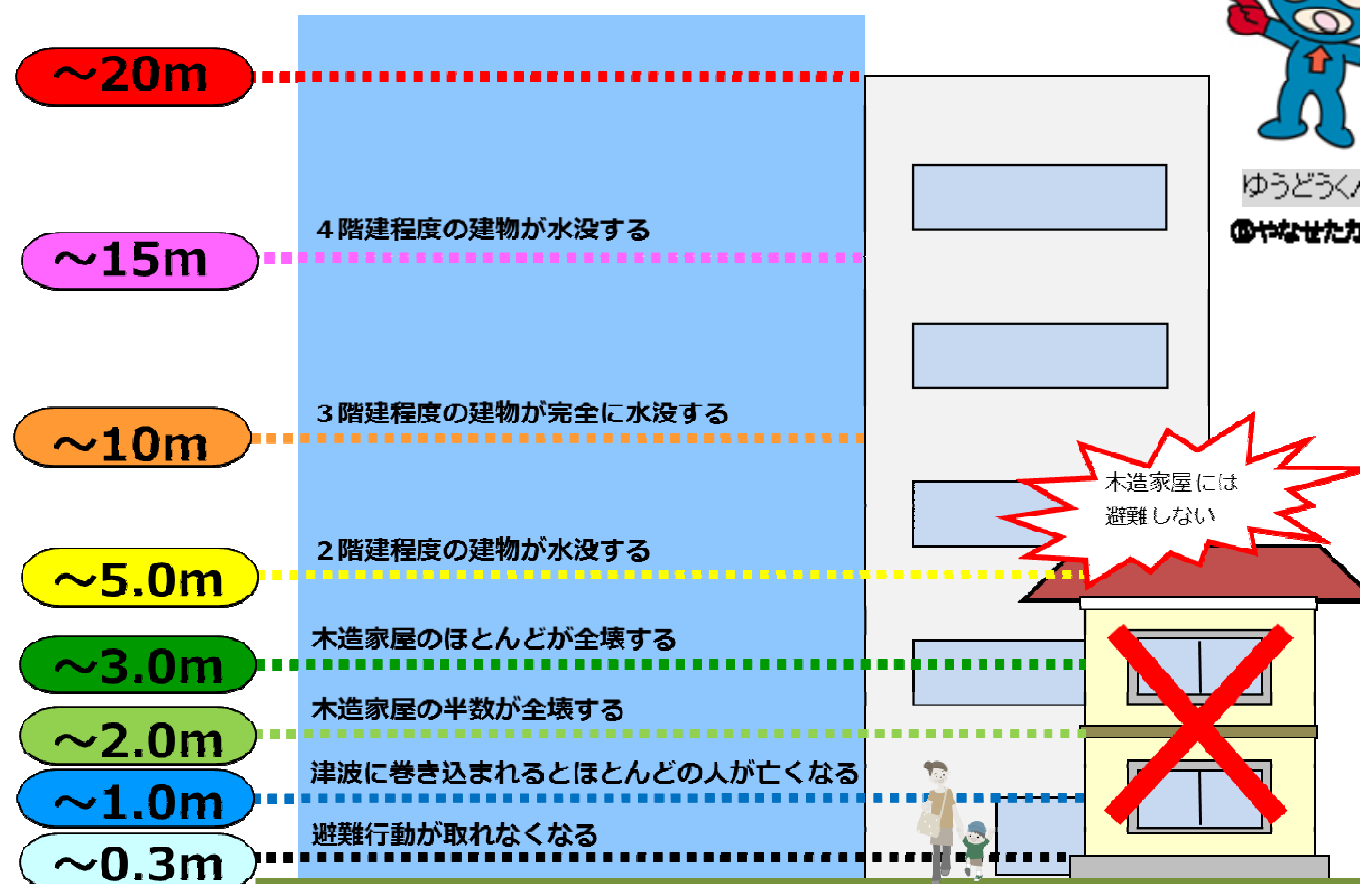 ～20m
ゆうどうくん
４階建程度の建物が水没する
～15m
３階建程度の建物が完全に水没する
～10m
木造家屋には
避難しない
２階建程度の建物が水没する
～5.0m
木造家屋のほとんどが全壊する
～3.0m
木造家屋の半数が全壊する
～2.0m
津波に巻き込まれるとほとんどの人が亡くなる
～1.0m
避難行動が取れなくなる
～0.3m